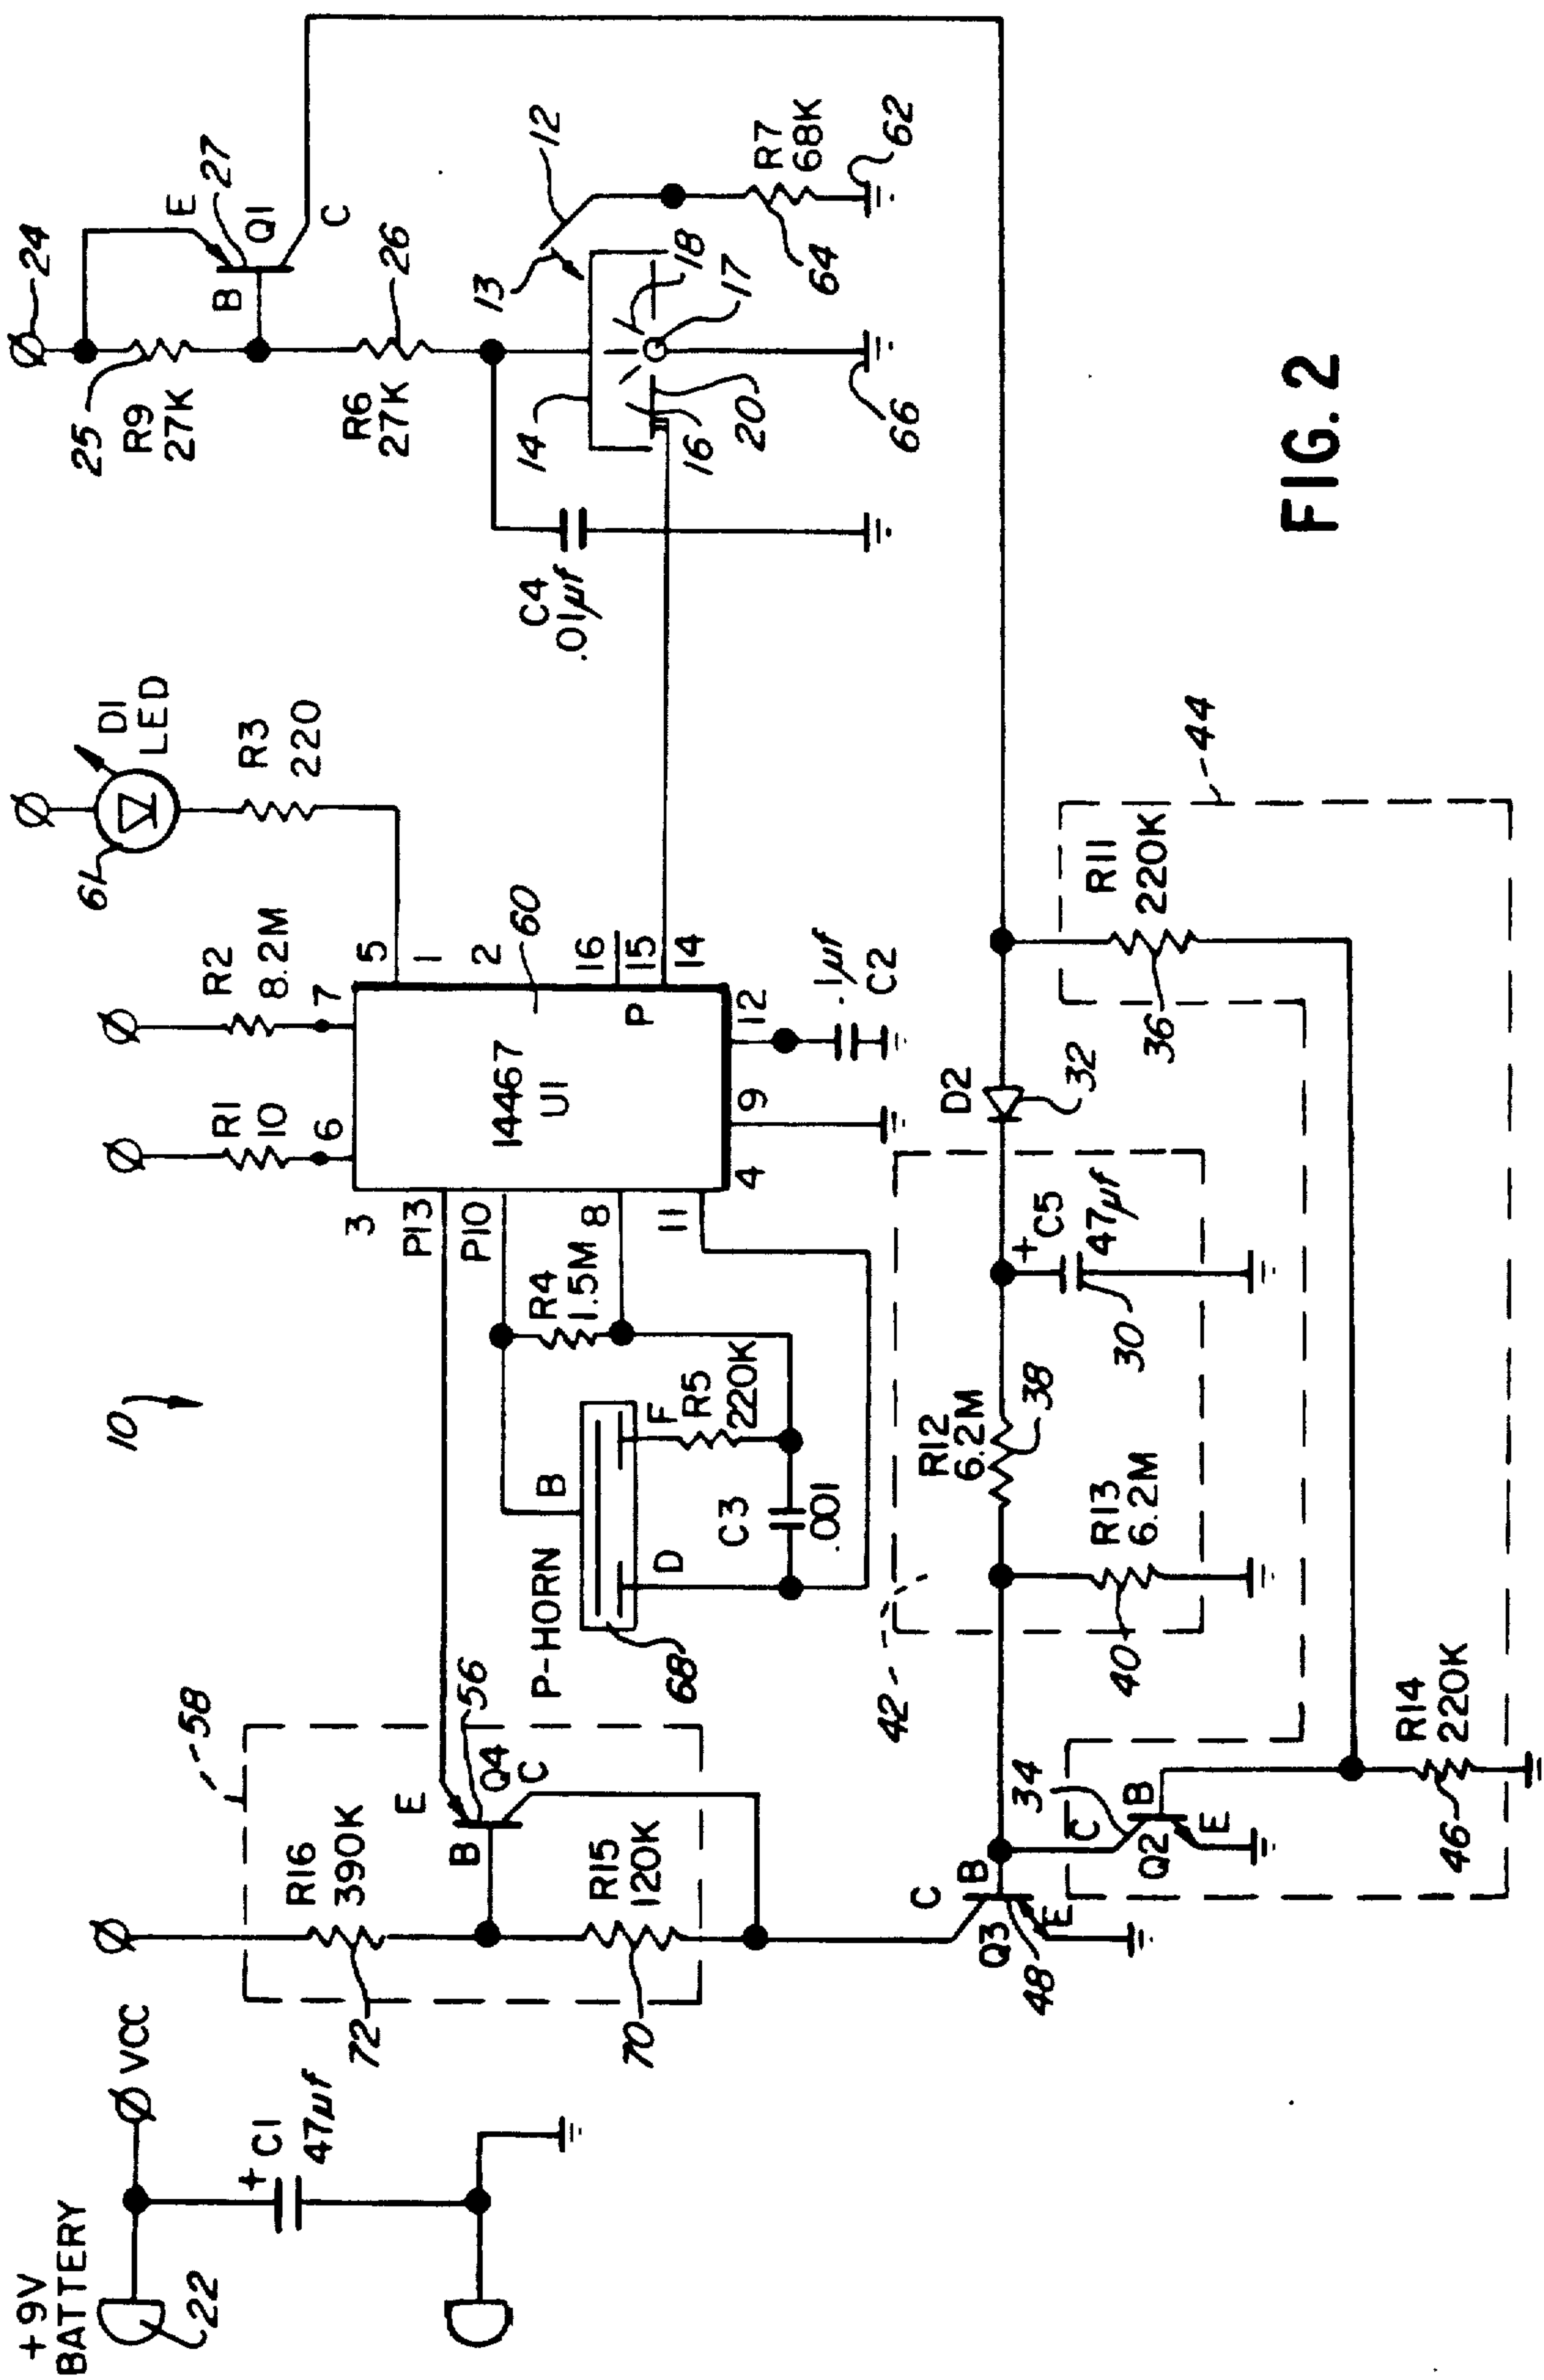 +9V
BATTERY
22
VCC
+
C1
47µf
58
R16
390K
72
B
E
56
Q4
C
R15
120K
70
10
R1
10
6
R2
8.2M
7
61
D1
LED
R3
220
24
25
R9
27K
B
E
27
Q1
C
R6
27K
26
3
P13
P10
8
11
4
9
12
14467
U1
60
5
1
2
16
15
14
P
.1µf
C2
R4
1.5M
P-HORN
B
D
F
R5
220K
C3
.001
68
C4
.01µf
14
13
12
16
20
18
17
66
R7
68K
64
62
C
B
Q3
E
48
34
C
B
Q2
E
42
R12
6.2M
38
R13
6.2M
40
+
C5
47µf
30
D2
32
R11
220K
36
44
R14
220K
46
FIG. 2